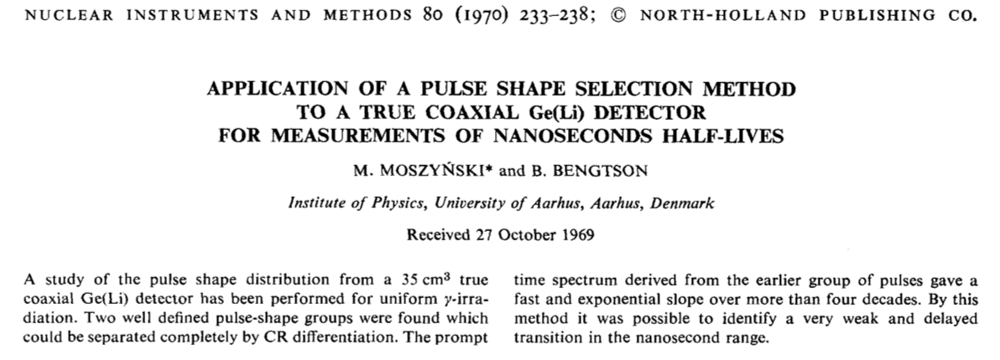 NUCLEAR INSTRUMENTS AND METHODS 80 (1970) 233–238; © NORTH-HOLLAND PUBLISHING CO.
APPLICATION OF A PULSE SHAPE SELECTION METHOD
TO A TRUE COAXIAL Ge(Li) DETECTOR
FOR MEASUREMENTS OF NANOSECONDS HALF-LIVES
M. MOSZYŃSKI* and B. BENGTSON
Institute of Physics, University of Aarhus, Aarhus, Denmark
Received 27 October 1969
A study of the pulse shape distribution from a 35 cm³ true
coaxial Ge(Li) detector has been performed for uniform γ-irra-
diation. Two well defined pulse-shape groups were found which
could be separated completely by CR differentiation. The prompt
time spectrum derived from the earlier group of pulses gave a
fast and exponential slope over more than four decades. By this
method it was possible to identify a very weak and delayed
transition in the nanosecond range.